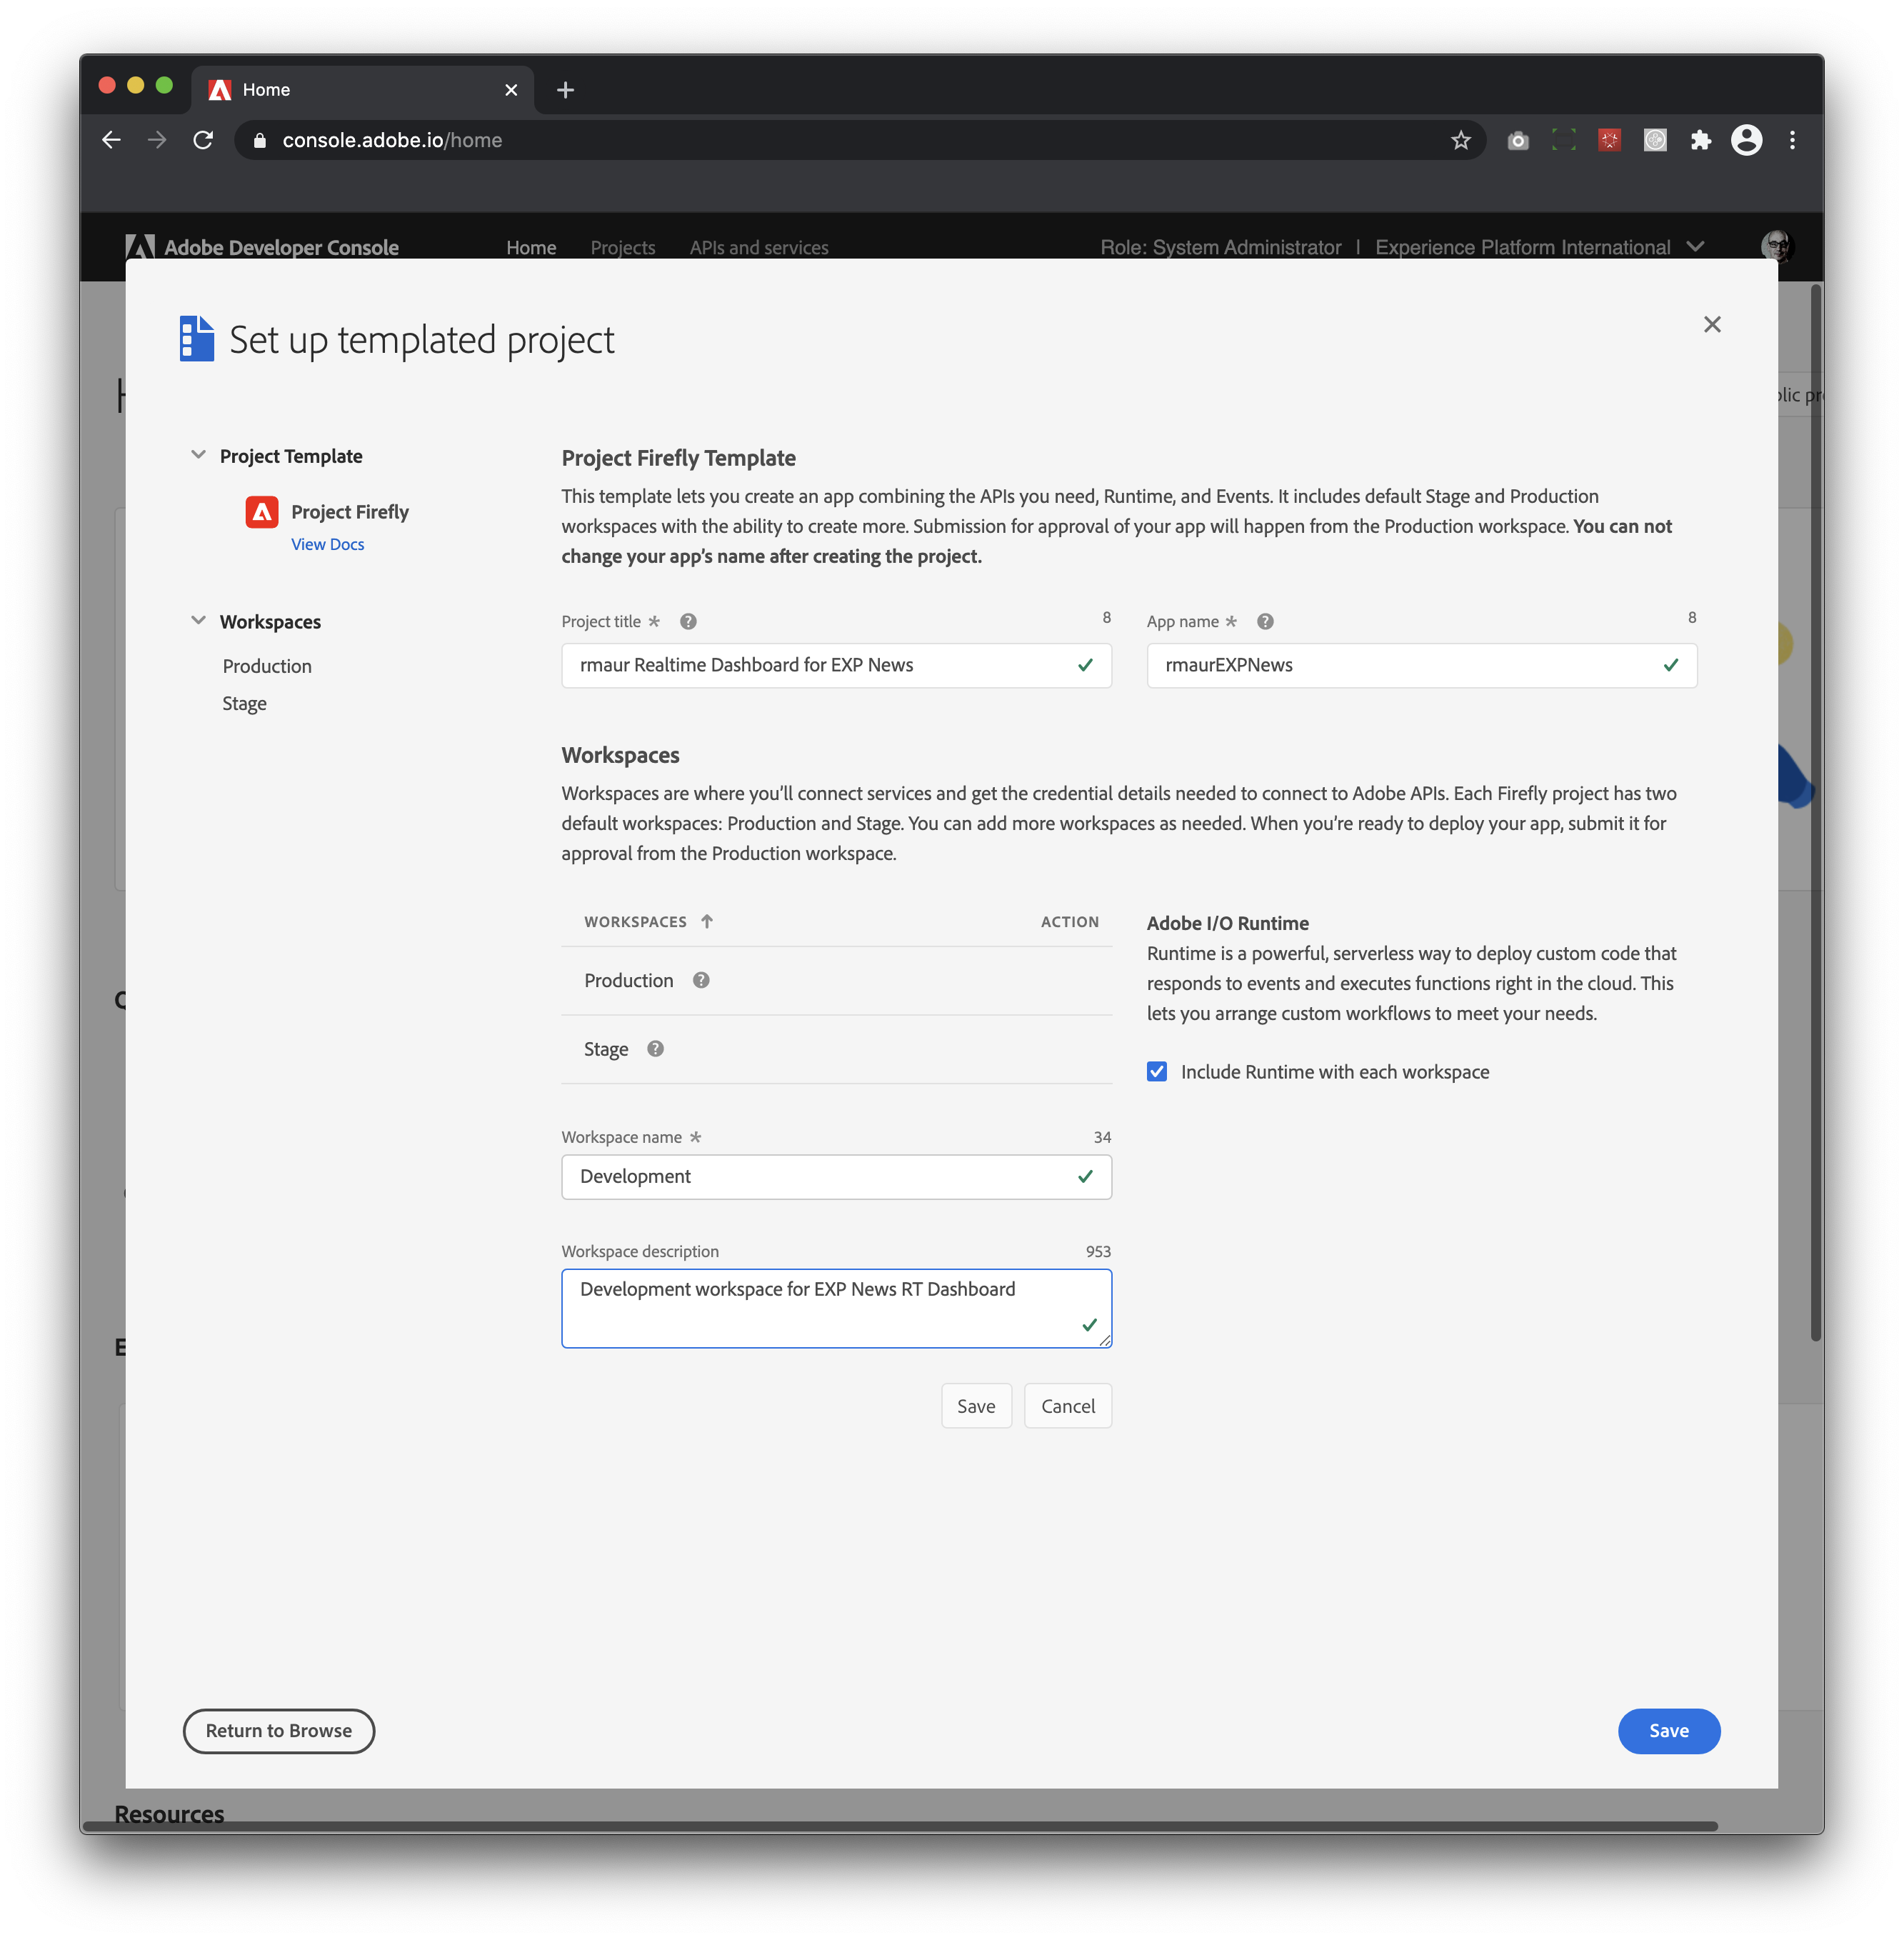 Home
console.adobe.io/home
Adobe Developer Console Home Projects APIs and services Role: System Administrator | Experience Platform International
Set up templated project
Project Template
Project Firefly
View Docs
Workspaces
Production
Stage
Project Firefly Template
This template lets you create an app combining the APIs you need, Runtime, and Events. It includes default Stage and Production
workspaces with the ability to create more. Submission for approval of your app will happen from the Production workspace. You can not
change your app’s name after creating the project.
Project title * 8
rmaur Realtime Dashboard for EXP News
App name * 8
rmaurEXPNews
Workspaces
Workspaces are where you’ll connect services and get the credential details needed to connect to Adobe APIs. Each Firefly project has two
default workspaces: Production and Stage. You can add more workspaces as needed. When you’re ready to deploy your app, submit it for
approval from the Production workspace.
WORKSPACES ACTION
Production
Stage
Adobe I/O Runtime
Runtime is a powerful, serverless way to deploy custom code that
responds to events and executes functions right in the cloud. This
lets you arrange custom workflows to meet your needs.
Include Runtime with each workspace
Workspace name * 34
Development
Workspace description 953
Development workspace for EXP News RT Dashboard
Save Cancel
Return to Browse Save
Resources